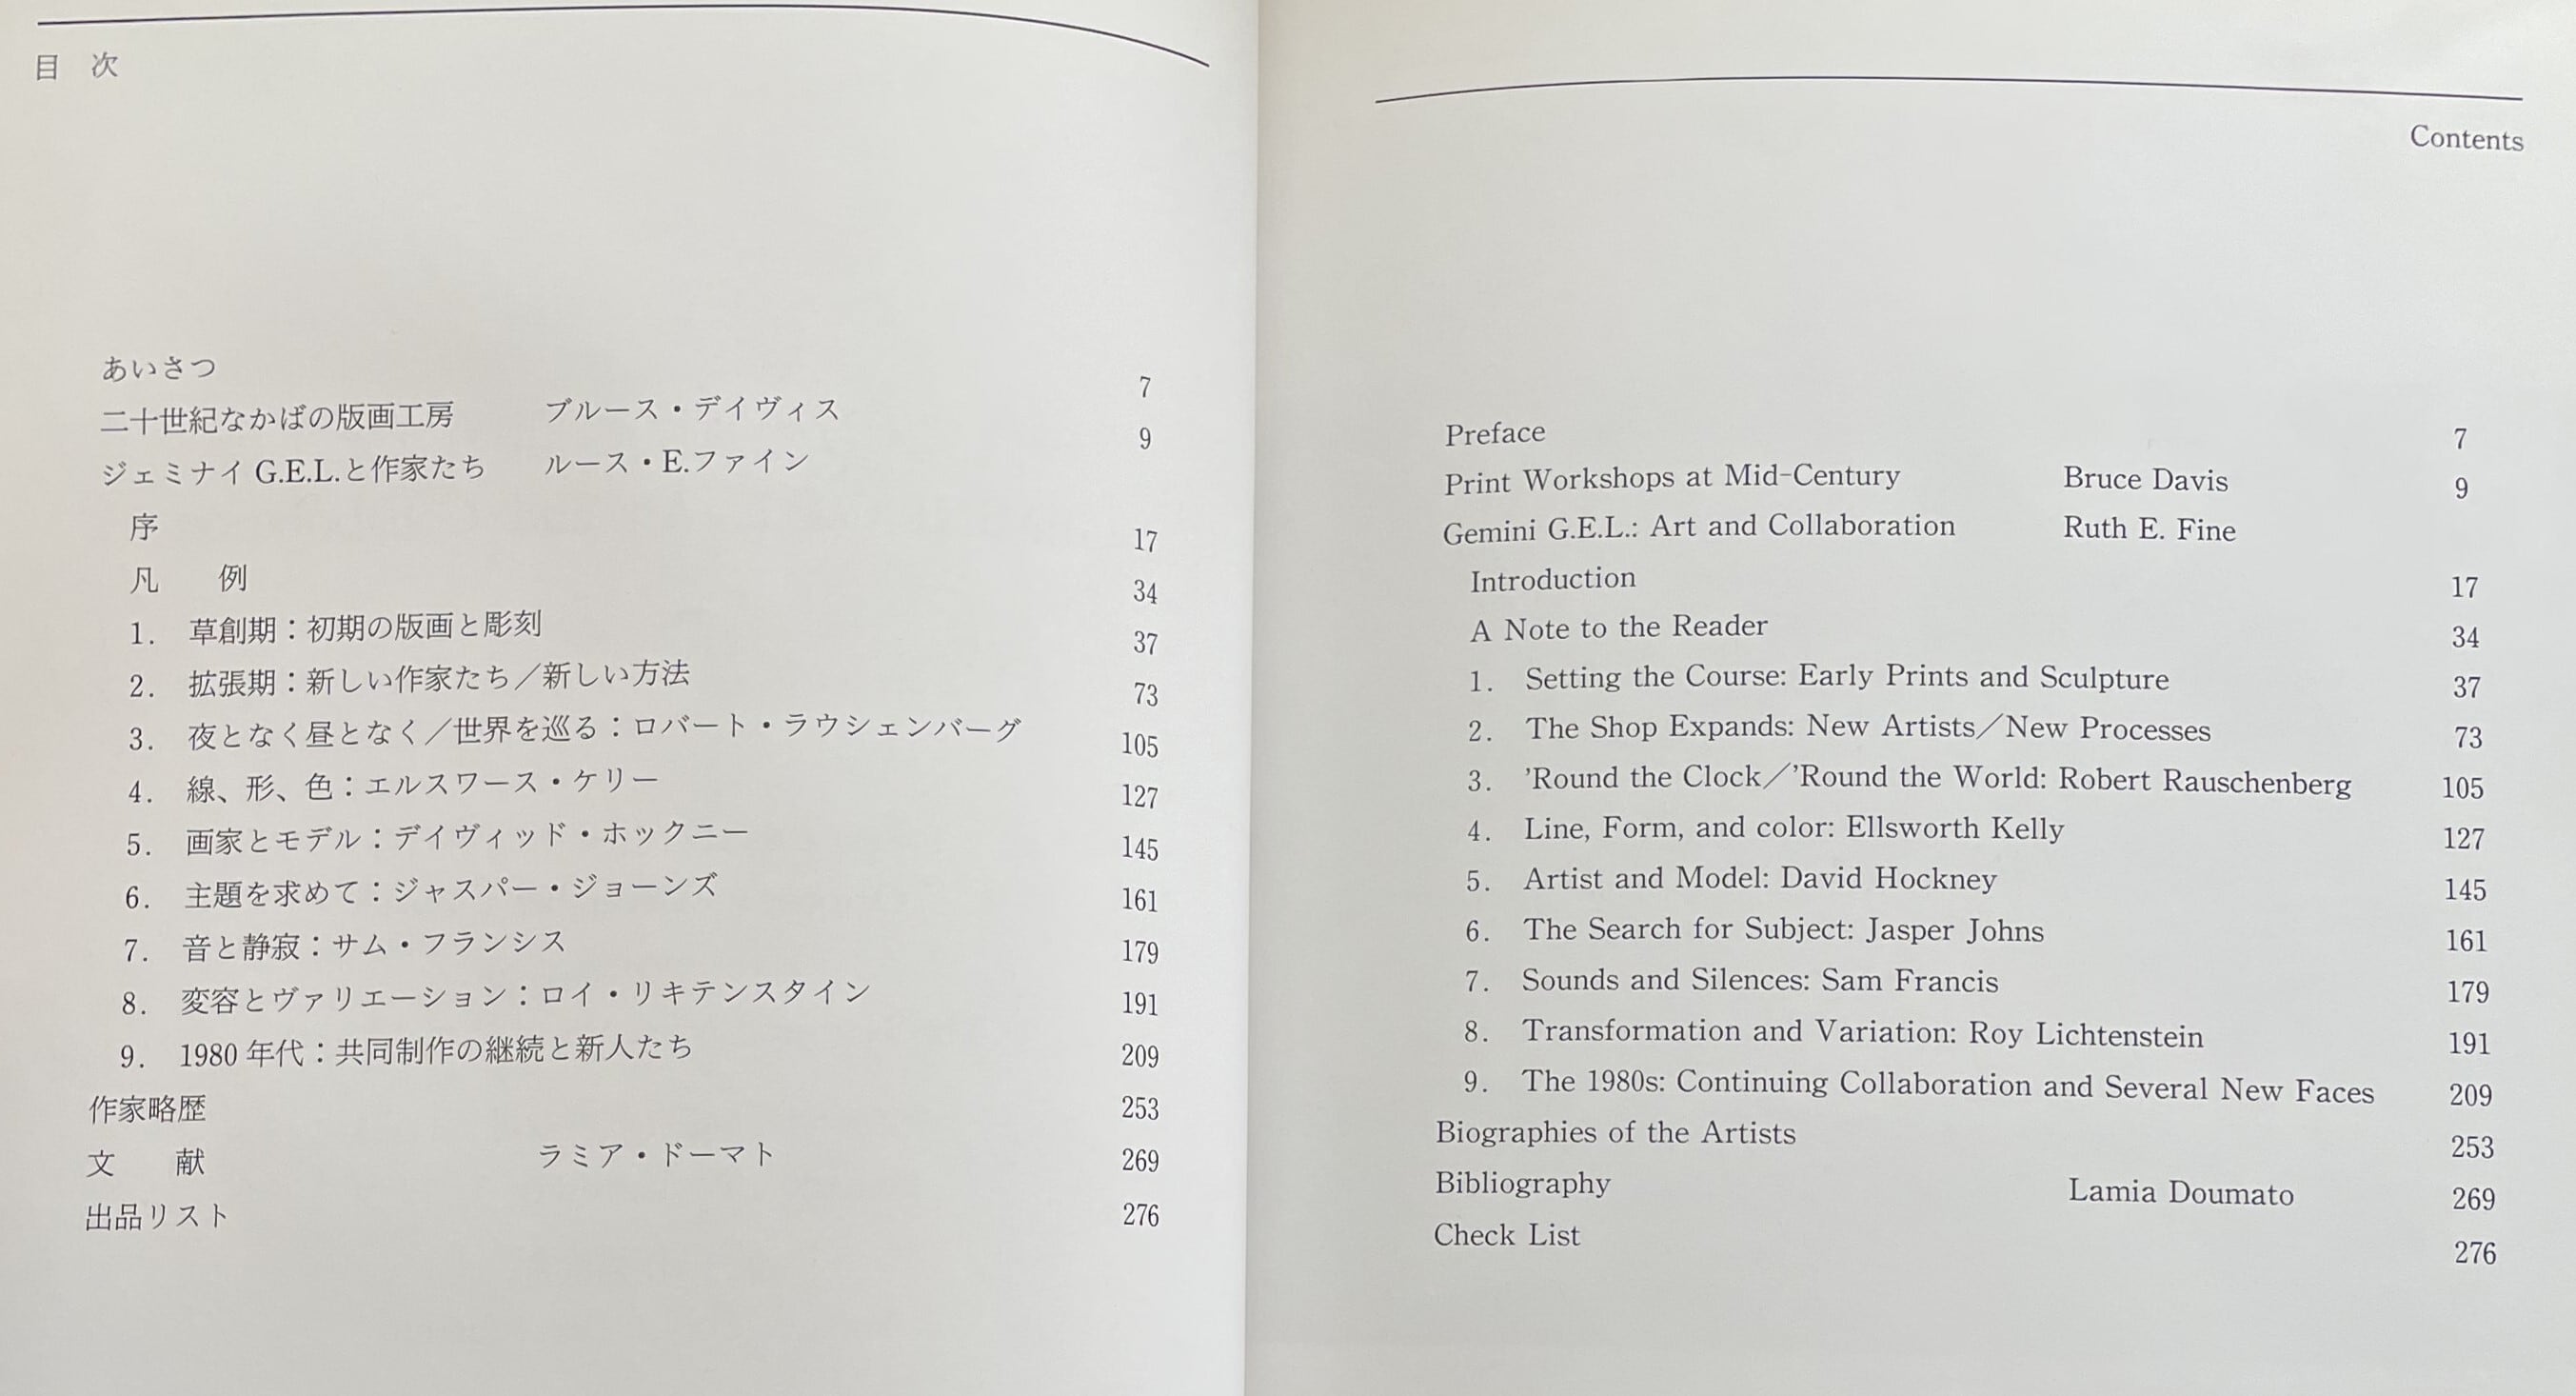 目 次
あいさつ 7
二十世紀なかばの版画工房 ブルース・デイヴィス 9
ジェミナイ G.E.L.と作家たち ルース・E.ファイン
序 17
凡 例 34
1. 草創期：初期の版画と彫刻 37
2. 拡張期：新しい作家たち／新しい方法 73
3. 夜となく昼となく／世界を巡る：ロバート・ラウシェンバーグ 105
4. 線、形、色：エルスワース・ケリー 127
5. 画家とモデル：デイヴィッド・ホックニー 145
6. 主題を求めて：ジャスパー・ジョーンズ 161
7. 音と静寂：サム・フランシス 179
8. 変容とヴァリエーション：ロイ・リキテンスタイン 191
9. 1980 年代：共同制作の継続と新人たち 209
作家略歴 253
文 献 ラミア・ドーマト 269
出品リスト 276
Contents
Preface 7
Print Workshops at Mid-Century Bruce Davis 9
Gemini G.E.L.: Art and Collaboration Ruth E. Fine
Introduction 17
A Note to the Reader 34
1. Setting the Course: Early Prints and Sculpture 37
2. The Shop Expands: New Artists／New Processes 73
3. ’Round the Clock／’Round the World: Robert Rauschenberg 105
4. Line, Form, and color: Ellsworth Kelly 127
5. Artist and Model: David Hockney 145
6. The Search for Subject: Jasper Johns 161
7. Sounds and Silences: Sam Francis 179
8. Transformation and Variation: Roy Lichtenstein 191
9. The 1980s: Continuing Collaboration and Several New Faces 209
Biographies of the Artists 253
Bibliography Lamia Doumato 269
Check List 276